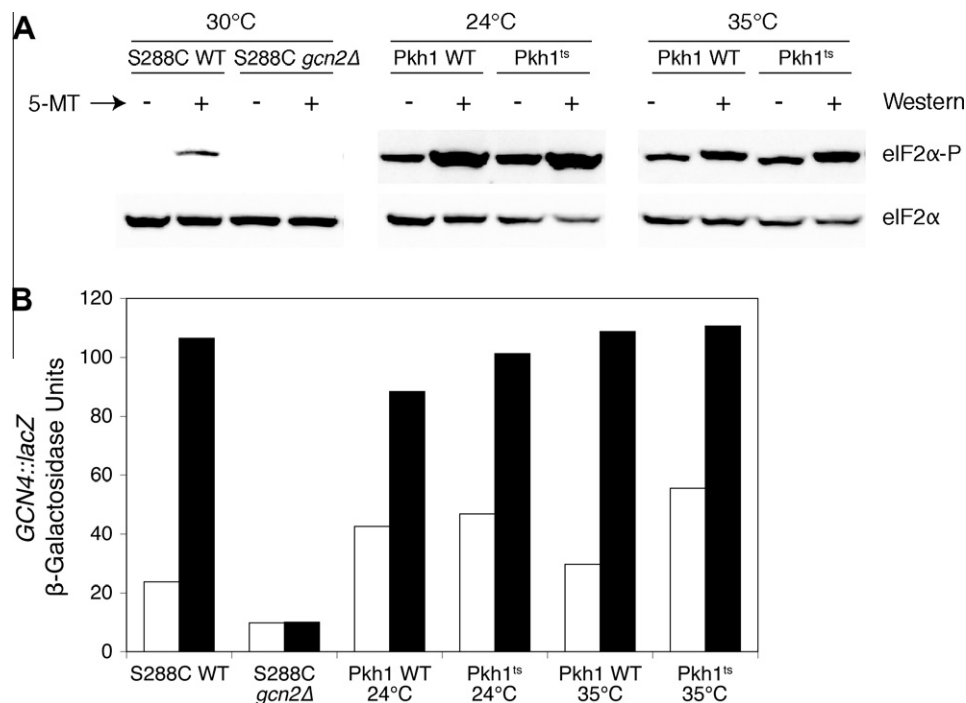 A
30°C 24°C 35°C
S288C WT S288C gcn2Δ Pkh1 WT Pkh1ts Pkh1 WT Pkh1ts
5-MT → - + - + - + - + - + - + Western
eIF2α-P
eIF2α
B
GCN4::lacZ
β-Galactosidase Units
120
100
80
60
40
20
0
S288C WT S288C Pkh1 WT Pkh1ts Pkh1 WT Pkh1ts
gcn2Δ 24°C 24°C 35°C 35°C